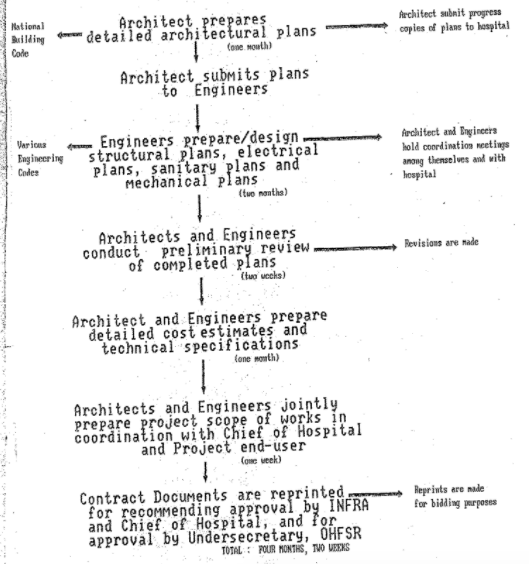 Architect prepares
detailed architectural plans
(one month)
National
Building
Code
Architect submit progress
copies of plans to hospital
Architect submits plans
to Engineers
Various
Engineering
Codes
Engineers prepare/design
structural plans, electrical
plans, sanitary plans and
mechanical plans
(two months)
Architect and Engineers
hold coordination meetings
among themselves and with
hospital
Architects and Engineers
conduct preliminary review
of completed plans
(two weeks)
Revisions are made
Architect and Engineers prepare
detailed cost estimates and
technical specifications
(one month)
Architects and Engineers jointly
prepare project scope of works in
coordination with Chief of Hospital
and Project end-user
(one week)
Contract Documents are reprinted
for recommending approval by INFRA
and Chief of Hospital, and for
approval by Undersecretary, OHFSR
TOTAL : FOUR MONTHS, TWO WEEKS
Reprints are made
for bidding purposes